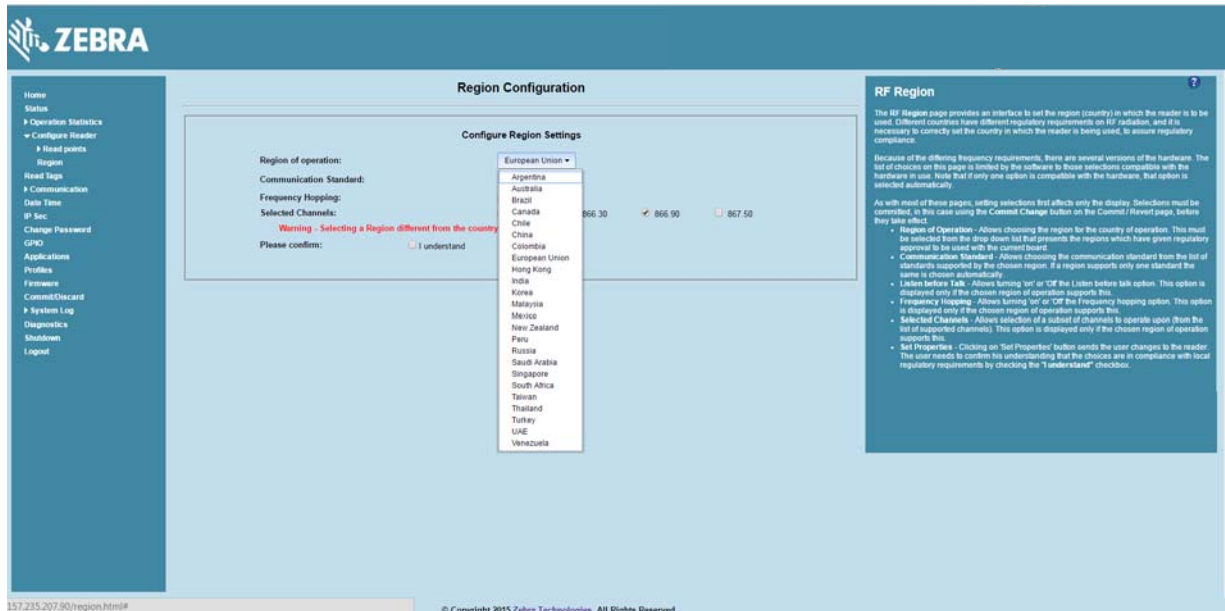 ZEBRA
Home
Status
Operation Statistics
Configure Reader
Read points
Region
Read Tags
Communication
Date Time
IP Sec
Change Password
GPIO
Applications
Profiles
Firmware
Commit/Discard
System Log
Diagnostics
Shutdown
Logout
Region Configuration
Configure Region Settings
Region of operation:
European Union
Communication Standard:
Frequency Hopping:
Selected Channels:
866.30
866.90
867.50
Warning - Selecting a Region different from the country
Please confirm:
I understand
Argentina
Australia
Brazil
Canada
Chile
China
Colombia
European Union
Hong Kong
India
Korea
Malaysia
Mexico
New Zealand
Peru
Russia
Saudi Arabia
Singapore
South Africa
Taiwan
Thailand
Turkey
UAE
Venezuela
?
RF Region
The RF Region page provides an interface to set the region (country) in which the reader is to be
used. Different countries have different regulatory requirements on RF radiation, and it is
necessary to correctly set the country in which the reader is being used, to assure regulatory
compliance.
Because of the differing frequency requirements, there are several versions of the hardware. The
list of choices on this page is limited by the software to those selections compatible with the
hardware in use. Note that if only one option is compatible with the hardware, that option is
selected automatically.
As with most of these pages, setting selections first affects only the display. Selections must be
committed, in this case using the Commit Change button on the Commit / Revert page, before
they take effect.
Region of Operation - Allows choosing the region for the country of operation. This must
be selected from the drop down list that presents the regions which have given regulatory
approval to be used with the current board.
Communication Standard - Allows choosing the communication standard from the list of
standards supported by the chosen region. If a region supports only one standard the
same is chosen automatically.
Listen before Talk - Allows turning 'on' or 'Off' the Listen before talk option. This option is
displayed only if the chosen region of operation supports this.
Frequency Hopping - Allows turning 'on' or 'Off' the Frequency hopping option. This option
is displayed only if the chosen region of operation supports this.
Selected Channels - Allows selection of a subset of channels to operate upon (from the
list of supported channels). This option is displayed only if the chosen region of operation
supports this.
Set Properties - Clicking on 'Set Properties' button sends the user changes to the reader.
The user needs to confirm his understanding that the choices are in compliance with local
regulatory requirements by checking the "I understand" checkbox.
157.235.207.90/region.html#
© Copyright 2015 Zebra Technologies. All Rights Reserved